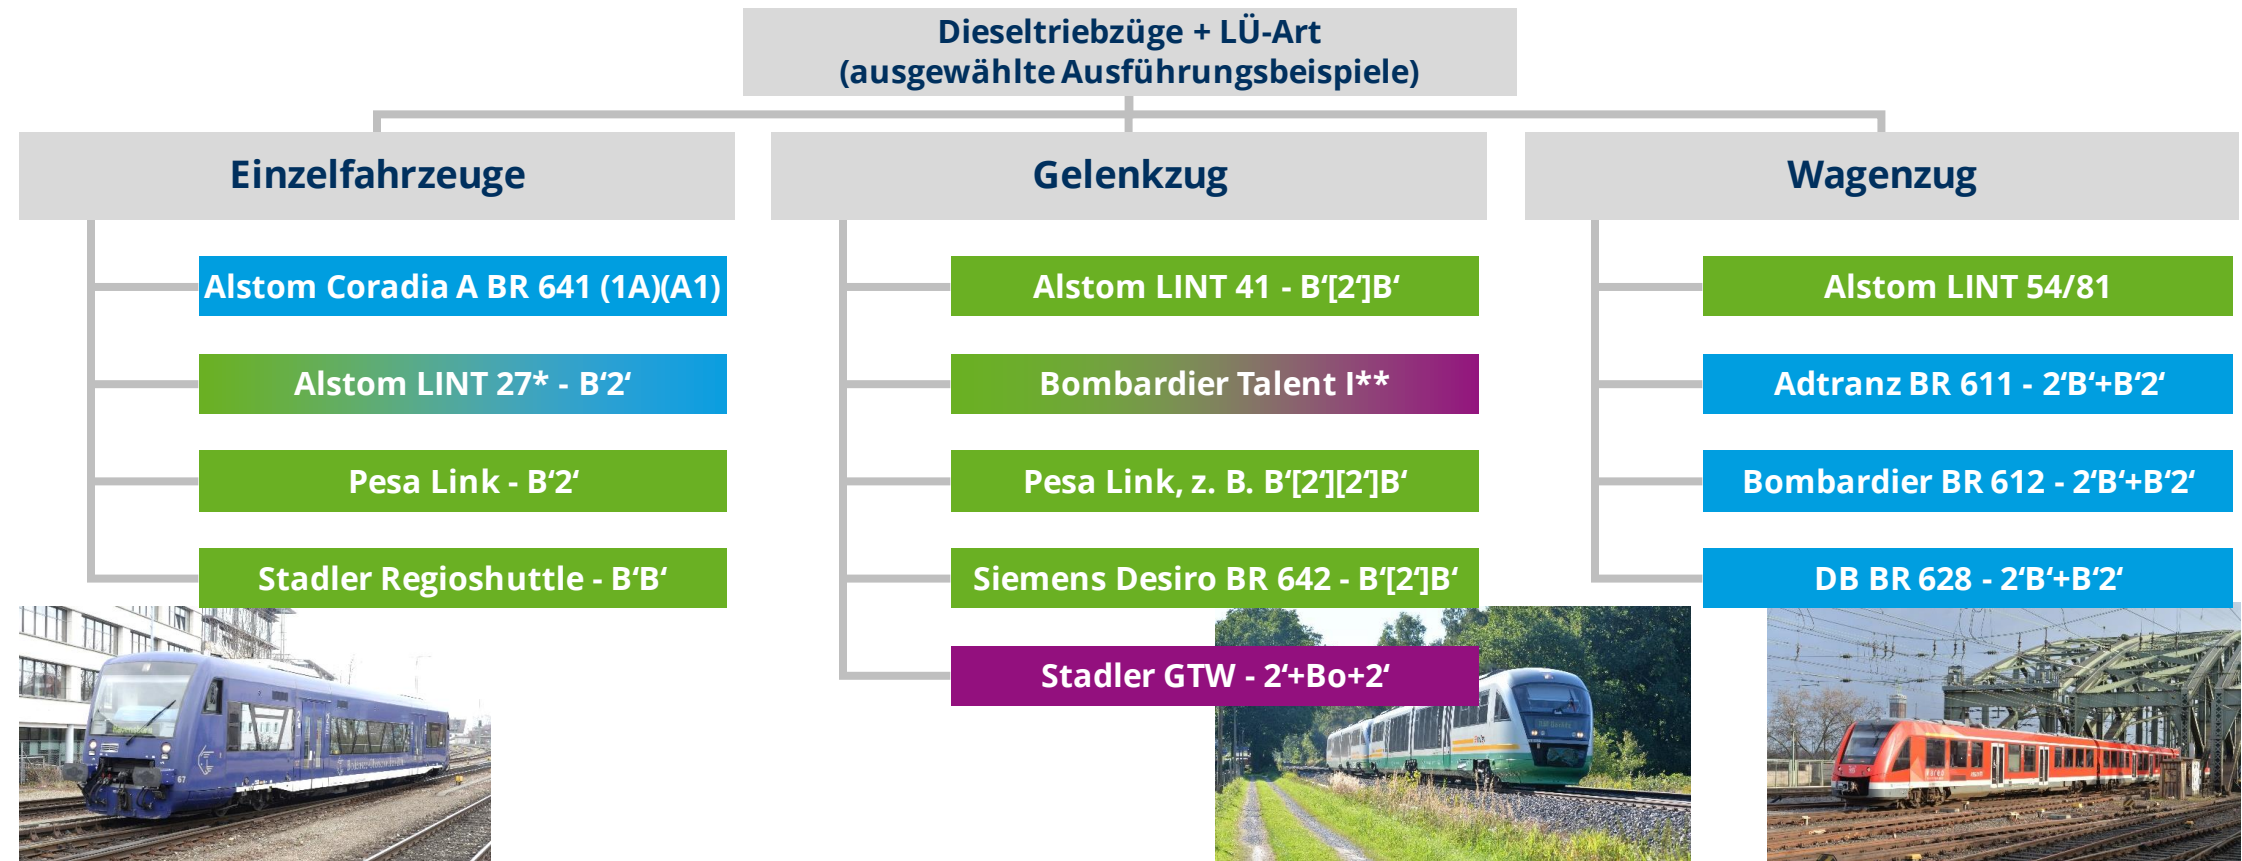 Dieseltriebzüge + LÜ-Art
(ausgewählte Ausführungsbeispiele)
Einzelfahrzeuge
Alstom Coradia A BR 641 (1A)(A1)
Alstom LINT 27* - B‘2‘
Pesa Link - B‘2‘
Stadler Regioshuttle - B‘B‘
67
Gelenkzug
Alstom LINT 41 - B‘[2‘]B‘
Bombardier Talent I**
Pesa Link, z. B. B‘[2‘][2‘]B‘
Siemens Desiro BR 642 - B‘[2‘]B‘
Stadler GTW - 2‘+Bo+2‘
Wagenzug
Alstom LINT 54/81
Adtranz BR 611 - 2‘B‘+B‘2‘
Bombardier BR 612 - 2‘B‘+B‘2‘
DB BR 628 - 2‘B‘+B‘2‘